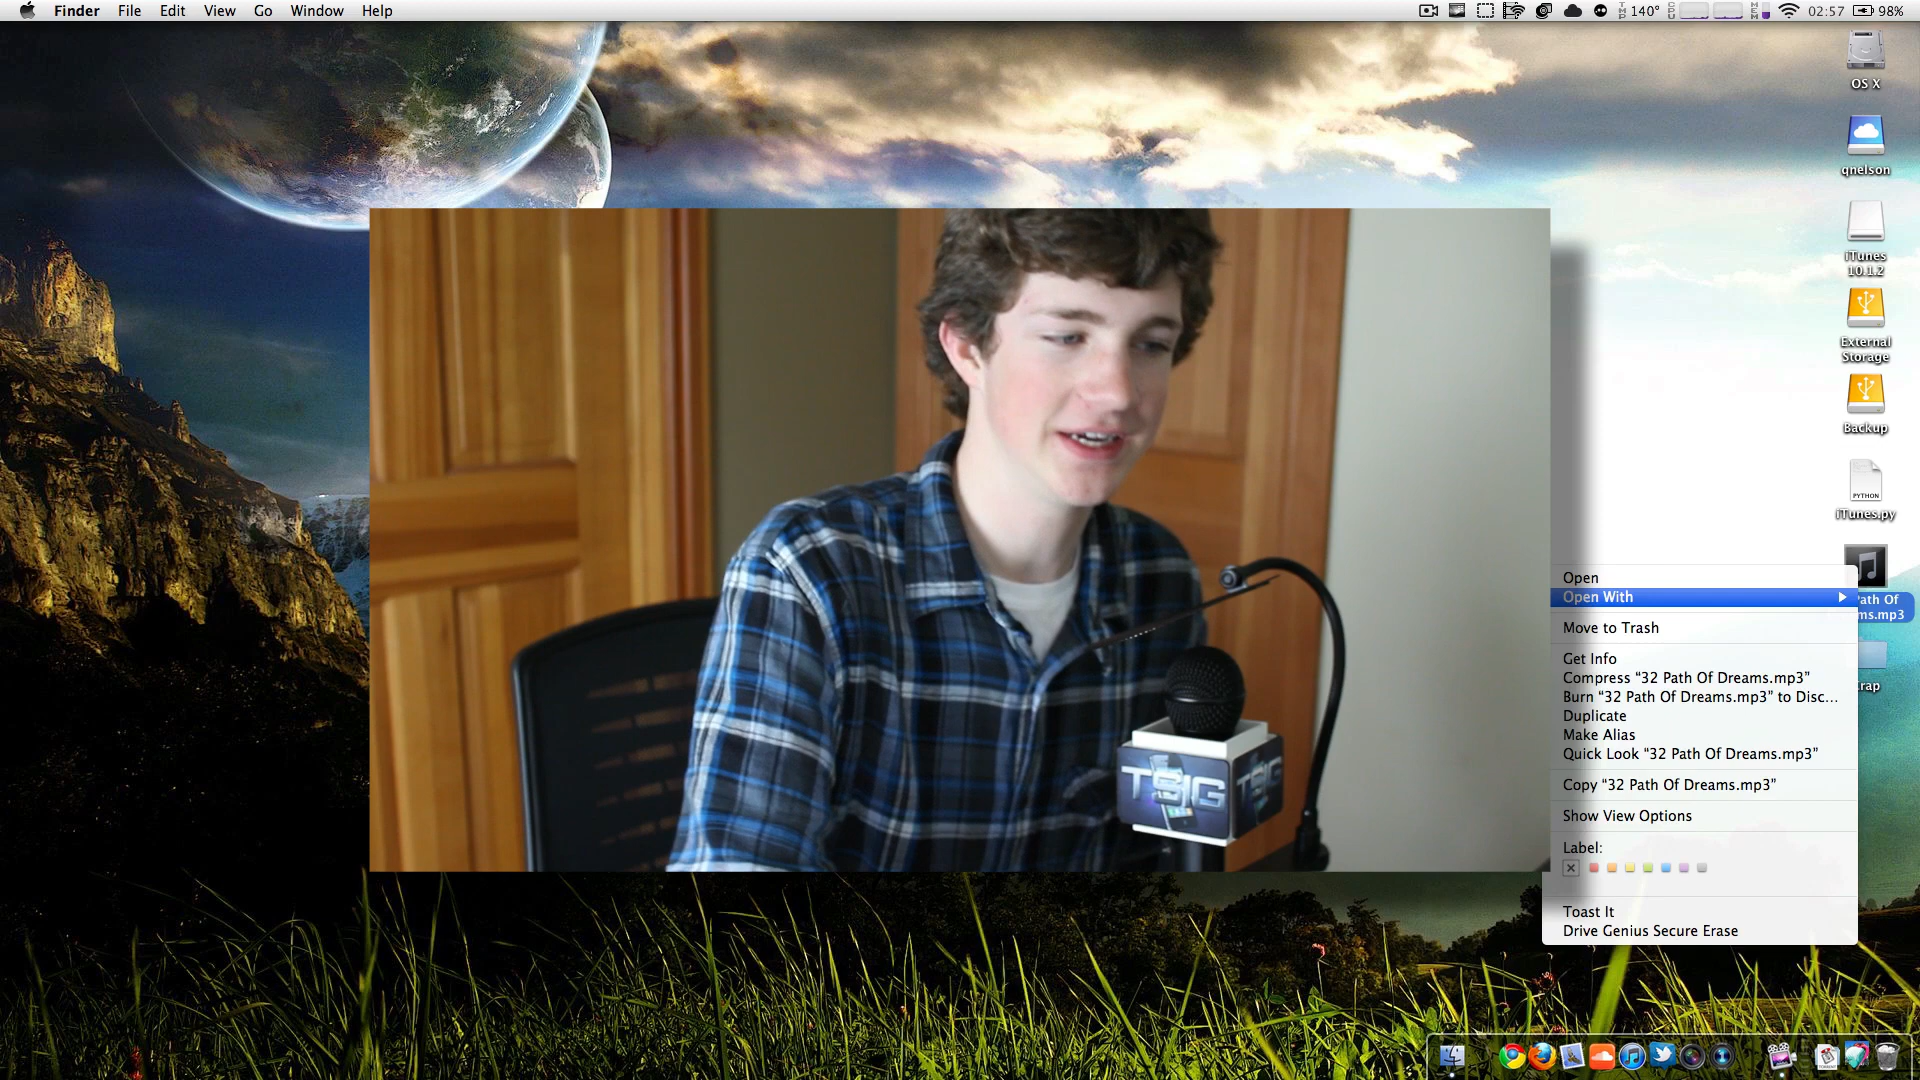 Finder File Edit View Go Window Help
140° 02:57 98%
OS X
qnelson
iTunes
10.1.2
External
Storage
Backup
PYTHON
iTunes.py
Path Of
ms.mp3
rap
Open
Open With
Move to Trash
Get Info
Compress “32 Path Of Dreams.mp3”
Burn “32 Path Of Dreams.mp3” to Disc...
Duplicate
Make Alias
Quick Look “32 Path Of Dreams.mp3”
Copy “32 Path Of Dreams.mp3”
Show View Options
Label:
Toast It
Drive Genius Secure Erase